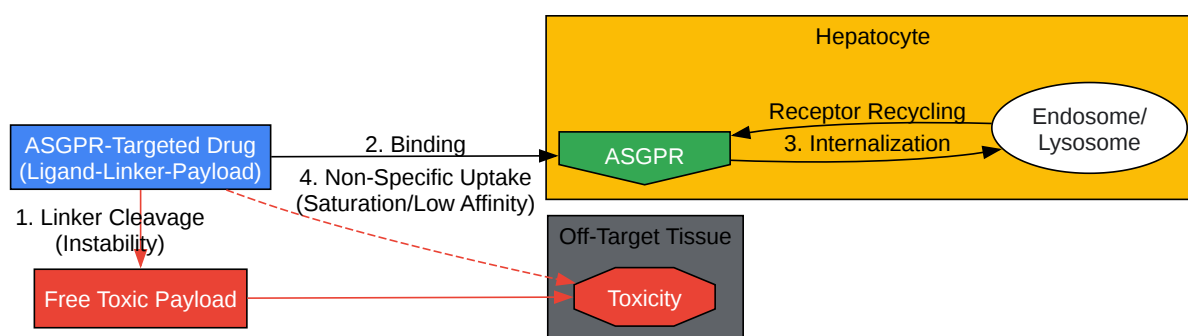 Hepatocyte
Receptor Recycling
Endosome/
Lysosome
ASGPR-Targeted Drug
(Ligand-Linker-Payload)
2. Binding
ASGPR
3. Internalization
4. Non-Specific Uptake
(Saturation/Low Affinity)
1. Linker Cleavage
(Instability)
Off-Target Tissue
Free Toxic Payload
Toxicity